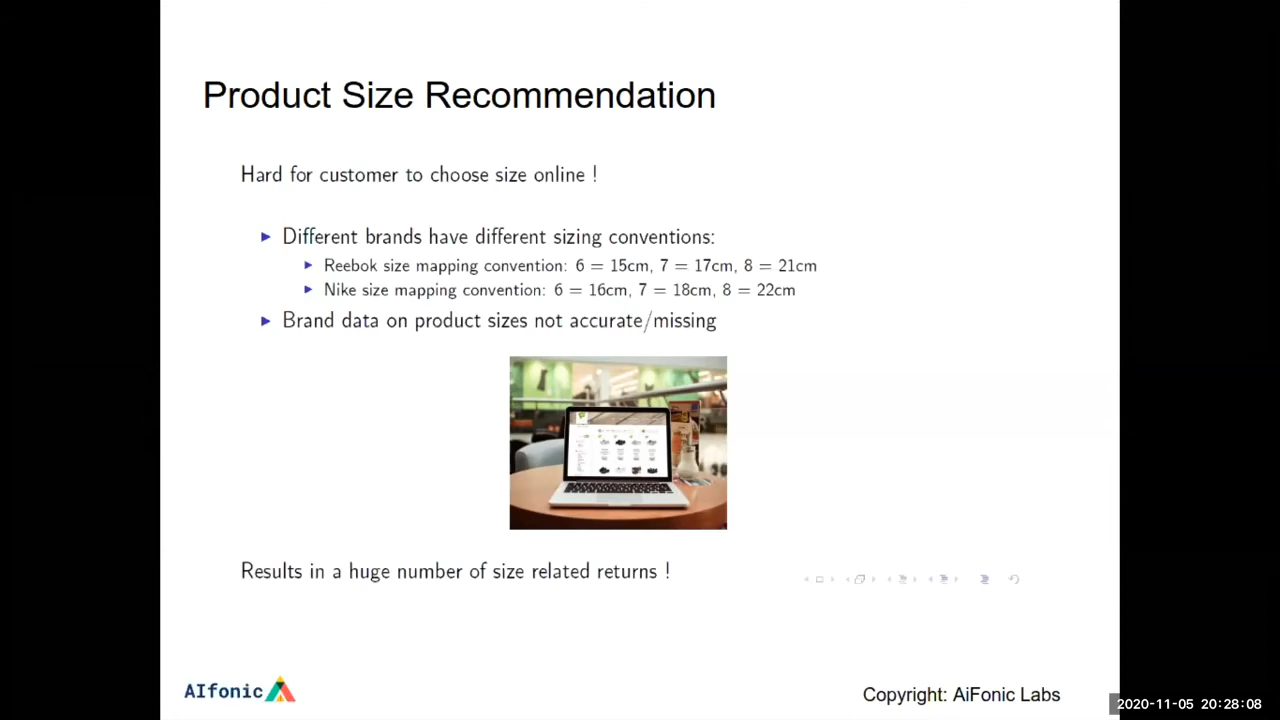 Product Size Recommendation
Hard for customer to choose size online !
Different brands have different sizing conventions:
Reebok size mapping convention: 6 = 15cm, 7 = 17cm, 8 = 21cm
Nike size mapping convention: 6 = 16cm, 7 = 18cm, 8 = 22cm
Brand data on product sizes not accurate/missing
Results in a huge number of size related returns !
AIfonic
Copyright: AiFonic Labs
2020-11-05 20:28:08